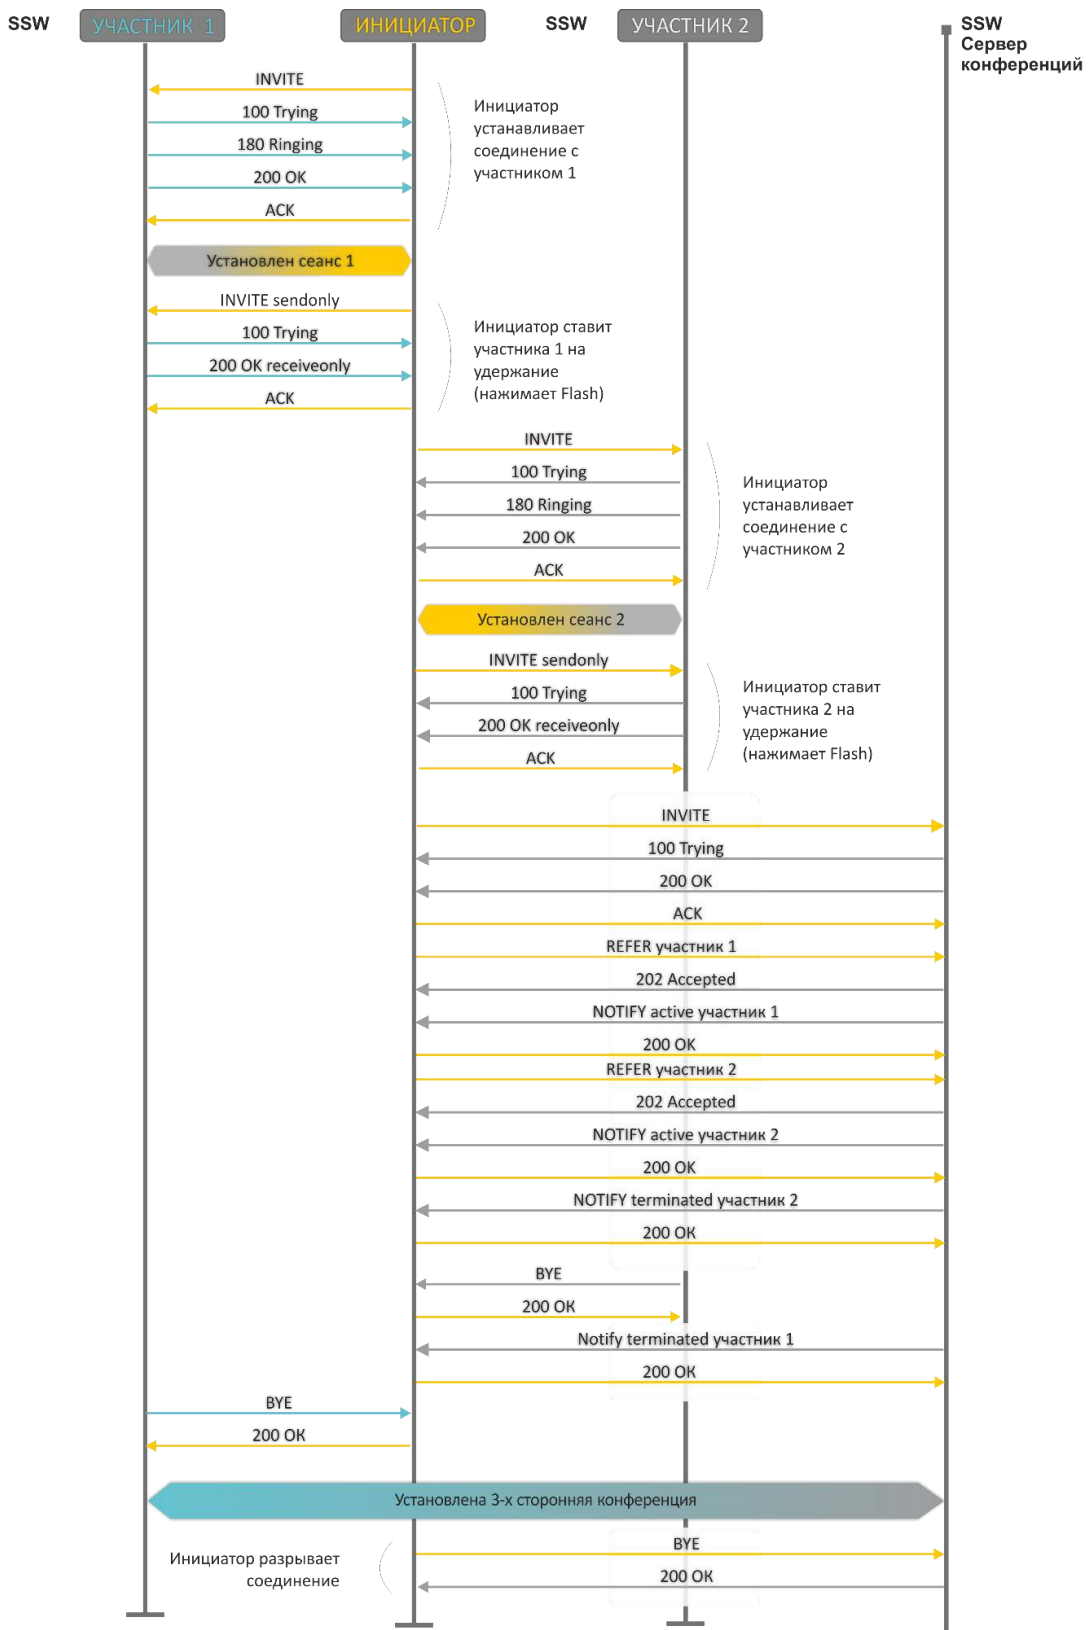 SSW
УЧАСТНИК 1
ИНИЦИАТОР
SSW
УЧАСТНИК 2
SSW
Сервер
конференций
INVITE
100 Trying
180 Ringing
200 OK
ACK
Инициатор
устанавливает
соединение с
участником 1
Установлен сеанс 1
INVITE sendonly
100 Trying
200 OK receiveonly
ACK
Инициатор ставит
участника 1 на
удержание
(нажимает Flash)
INVITE
100 Trying
180 Ringing
200 OK
ACK
Инициатор
устанавливает
соединение с
участником 2
Установлен сеанс 2
INVITE sendonly
100 Trying
200 OK receiveonly
ACK
Инициатор ставит
участника 2 на
удержание
(нажимает Flash)
INVITE
100 Trying
200 OK
ACK
REFER участник 1
202 Accepted
NOTIFY active участник 1
200 OK
REFER участник 2
202 Accepted
NOTIFY active участник 2
200 OK
NOTIFY terminated участник 2
200 OK
BYE
200 OK
Notify terminated участник 1
200 OK
BYE
200 OK
Установлена 3-х сторонняя конференция
BYE
200 OK
Инициатор разрывает
соединение